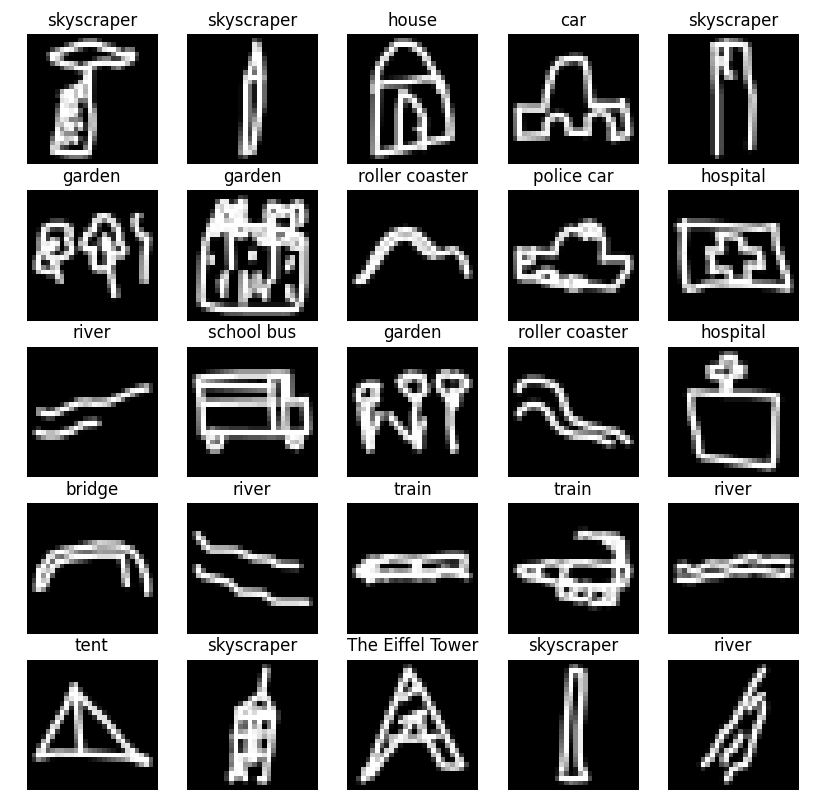 skyscraper skyscraper house car skyscraper
garden garden roller coaster police car hospital
river school bus garden roller coaster hospital
bridge river train train river
tent skyscraper The Eiffel Tower skyscraper river